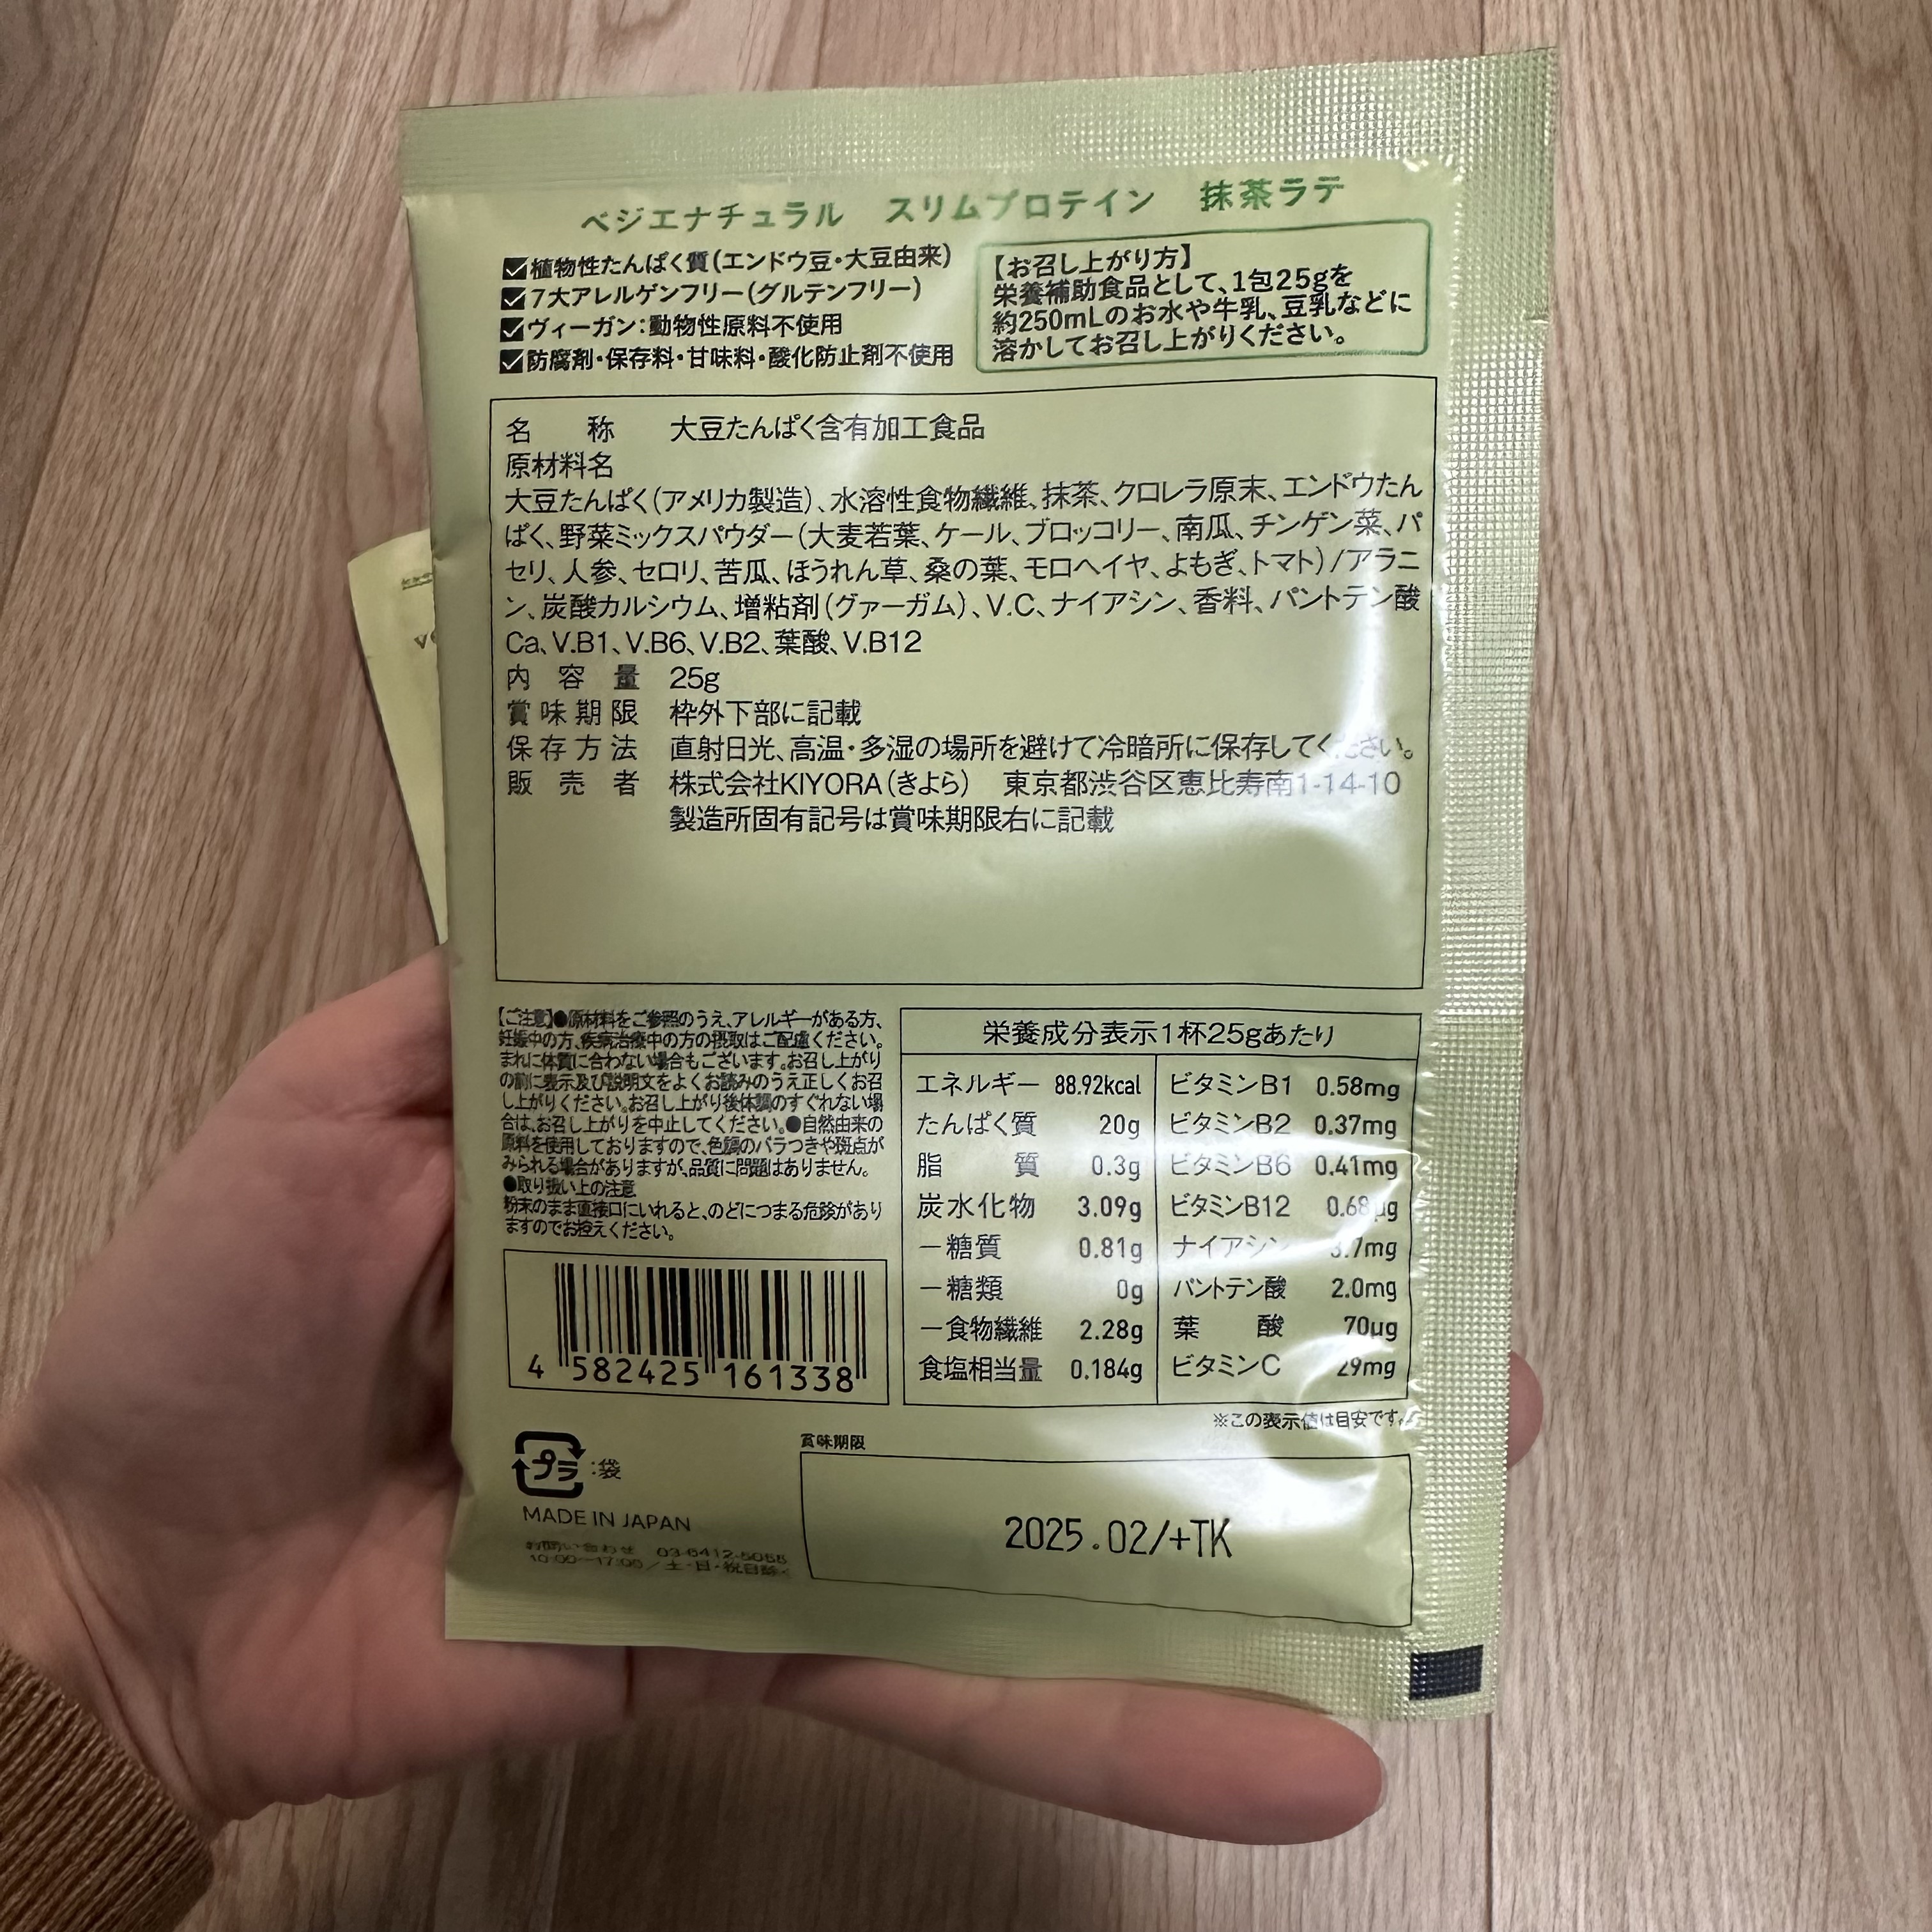 ベジエナチュラル スリムプロテイン 抹茶ラテ
植物性たんぱく質(エンドウ豆・大豆由来)
7大アレルゲンフリー(グルテンフリー)
ヴィーガン:動物性原料不使用
防腐剤・保存料・甘味料・酸化防止剤不使用
【お召し上がり方】
栄養補助食品として、1包25gを
約250mLのお水や牛乳、豆乳などに
溶かしてお召し上がりください。
名称 大豆たんぱく含有加工食品
原材料名
大豆たんぱく(アメリカ製造)、水溶性食物繊維、抹茶、クロレラ原末、エンドウたん
ぱく、野菜ミックスパウダー(大麦若葉、ケール、ブロッコリー、南瓜、チンゲン菜、パ
セリ、人参、セロリ、苦瓜、ほうれん草、桑の葉、モロヘイヤ、よもぎ、トマト)/アラニ
ン、炭酸カルシウム、増粘剤(グァーガム)、V.C、ナイアシン、香料、パントテン酸
Ca、V.B1、V.B6、V.B2、葉酸、V.B12
内容量 25g
賞味期限 枠外下部に記載
保存方法 直射日光、高温・多湿の場所を避けて冷暗所に保存してください。
販売者 株式会社KIYORA(きよら) 東京都渋谷区恵比寿南1-14-10
製造所固有記号は賞味期限右に記載
【ご注意】●原材料をご参照のうえ、アレルギーがある方、
妊娠中の方、疾病治療中の方の摂取はご配慮ください。
まれに体質に合わない場合もございます。お召し上がり
の前に表示及び説明文をよくお読みのうえ正しくお召
し上がりください。お召し上がり後体調のすぐれない場
合は、お召し上がりを中止してください。●自然由来の
原料を使用しておりますので、色調のバラつきや斑点が
みられる場合がありますが、品質に問題はありません。
●取り扱い上の注意
粉末のまま直接口にいれると、のどにつまる危険があり
ますのでお控えください。
栄養成分表示1杯25gあたり
エネルギー 88.92kcal ビタミンB1 0.58mg
たんぱく質 20g ビタミンB2 0.37mg
脂質 0.3g ビタミンB6 0.41mg
炭水化物 3.09g ビタミンB12 0.68μg
ー糖質 0.81g ナイアシン
ー糖類 0g パントテン酸 2.0mg
ー食物繊維 2.28g 葉酸 70μg
食塩相当量 0.184g ビタミンC 29mg
※この表示値は目安です。
4 582425 161338
プラ :袋
MADE IN JAPAN
お問い合わせ
10:00〜17:00/土・日・祝日除く
賞味期限
2025.02/+TK